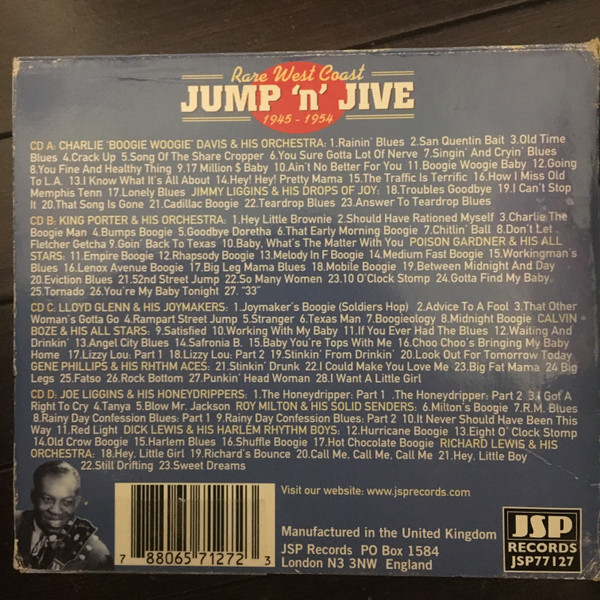 Rare West Coast
JUMP 'n' JIVE
1945 - 1954
CD A: CHARLIE 'BOOGIE WOOGIE' DAVIS & HIS ORCHESTRA: 1.Rainin' Blues 2.San Quentin Bait 3.Old Time
Blues 4.Crack Up 5.Song Of The Share Cropper 6.You Sure Gotta Lot Of Nerve 7.Singin' And Cryin' Blues
8.You Fine And Healthy Thing 9.17 Million $ Baby 10.Ain't No Better For You 11.Boogie Woogie Baby 12.Going
To L.A. 13.I Know What It's All About 14.Hey! Hey! Pretty Mama 15.The Traffic Is Terrific 16.How I Miss Old
Memphis Tenn 17.Lonely Blues JIMMY LIGGINS & HIS DROPS OF JOY: 18.Troubles Goodbye 19.I Can't Stop
It 20.That Song Is Gone 21.Cadillac Boogie 22.Teardrop Blues 23.Answer To Teardrop Blues
CD B: KING PORTER & HIS ORCHESTRA: 1.Hey Little Brownie 2.Should Have Rationed Myself 3.Charlie The
Boogie Man 4.Bumps Boogie 5.Goodbye Doretha 6.That Early Morning Boogie 7.Chitlin' Ball 8.Don't Let
Fletcher Getcha 9.Goin' Back To Texas 10.Baby, What's The Matter With You POISON GARDNER & HIS ALL
STARS: 11.Empire Boogie 12.Rhapsody Boogie 13.Melody In F Boogie 14.Medium Fast Boogie 15.Workingman's
Blues 16.Lenox Avenue Boogie 17.Big Leg Mama Blues 18.Mobile Boogie 19.Between Midnight And Day
20.Eviction Blues 21.52nd Street Jump 22.So Many Women 23.10 O'Clock Stomp 24.Gotta Find My Baby
25.Tornado 26.You're My Baby Tonight 27. '33"
CD C: LLOYD GLENN & HIS JOYMAKERS: 1.Joymaker's Boogie (Soldiers Hop) 2.Advice To A Fool 3.That Other
Woman's Gotta Go 4.Rampart Street Jump 5.Stranger 6.Texas Man 7.Boogieology 8.Midnight Boogie CALVIN
BOZE & HIS ALL STARS: 9.Satisfied 10.Working With My Baby 11.If You Ever Had The Blues 12.Waiting And
Drinkin' 13.Angel City Blues 14.Safronia B. 15.Baby You're Tops With Me 16.Choo Choo's Bringing My Baby
Home 17.Lizzy Lou: Part 1 18.Lizzy Lou: Part 2 19.Stinkin' From Drinkin' 20.Look Out For Tomorrow Today
GENE PHILLIPS & HIS RHTHM ACES: 21.Stinkin' Drunk 22.I Could Make You Love Me 23.Big Fat Mama 24 Big
Legs 25.Fatso 26.Rock Bottom 27.Punkin' Head Woman 28.I Want A Little Girl
CD D: JOE LIGGINS & HIS HONEYDRIPPERS: 1.The Honeydripper: Part 1 .The Honeydripper: Part 2 3.I Got A
Right To Cry 4.Tanya 5.Blow Mr. Jackson ROY MILTON & HIS SOLID SENDERS: 6.Milton's Boogie 7.R.M. Blues
8.Rainy Day Confession Blues: Part 1 9.Rainy Day Confession Blues: Part 2 10.It Never Should Have Been This
Way 11.Red Light DICK LEWIS & HIS HARLEM RHYTHM BOYS: 12.Hurricane Boogie 13.Eight O' Clock Stomp
14.Old Crow Boogie 15.Harlem Blues 16.Shuffle Boogie 17.Hot Chocolate Boogie RICHARD LEWIS & HIS
ORCHESTRA: 18.Hey, Little Girl 19.Richard's Bounce 20.Call Me, Call Me, Call Me 21.Hey, Little Boy
22.Still Drifting 23.Sweet Dreams
Visit our website: www.jsprecords.com
Manufactured in the United Kingdom
JSP Records PO Box 1584
London N3 3NW England
7 88065 71272 3
JSP
RECORDS
JSP77127